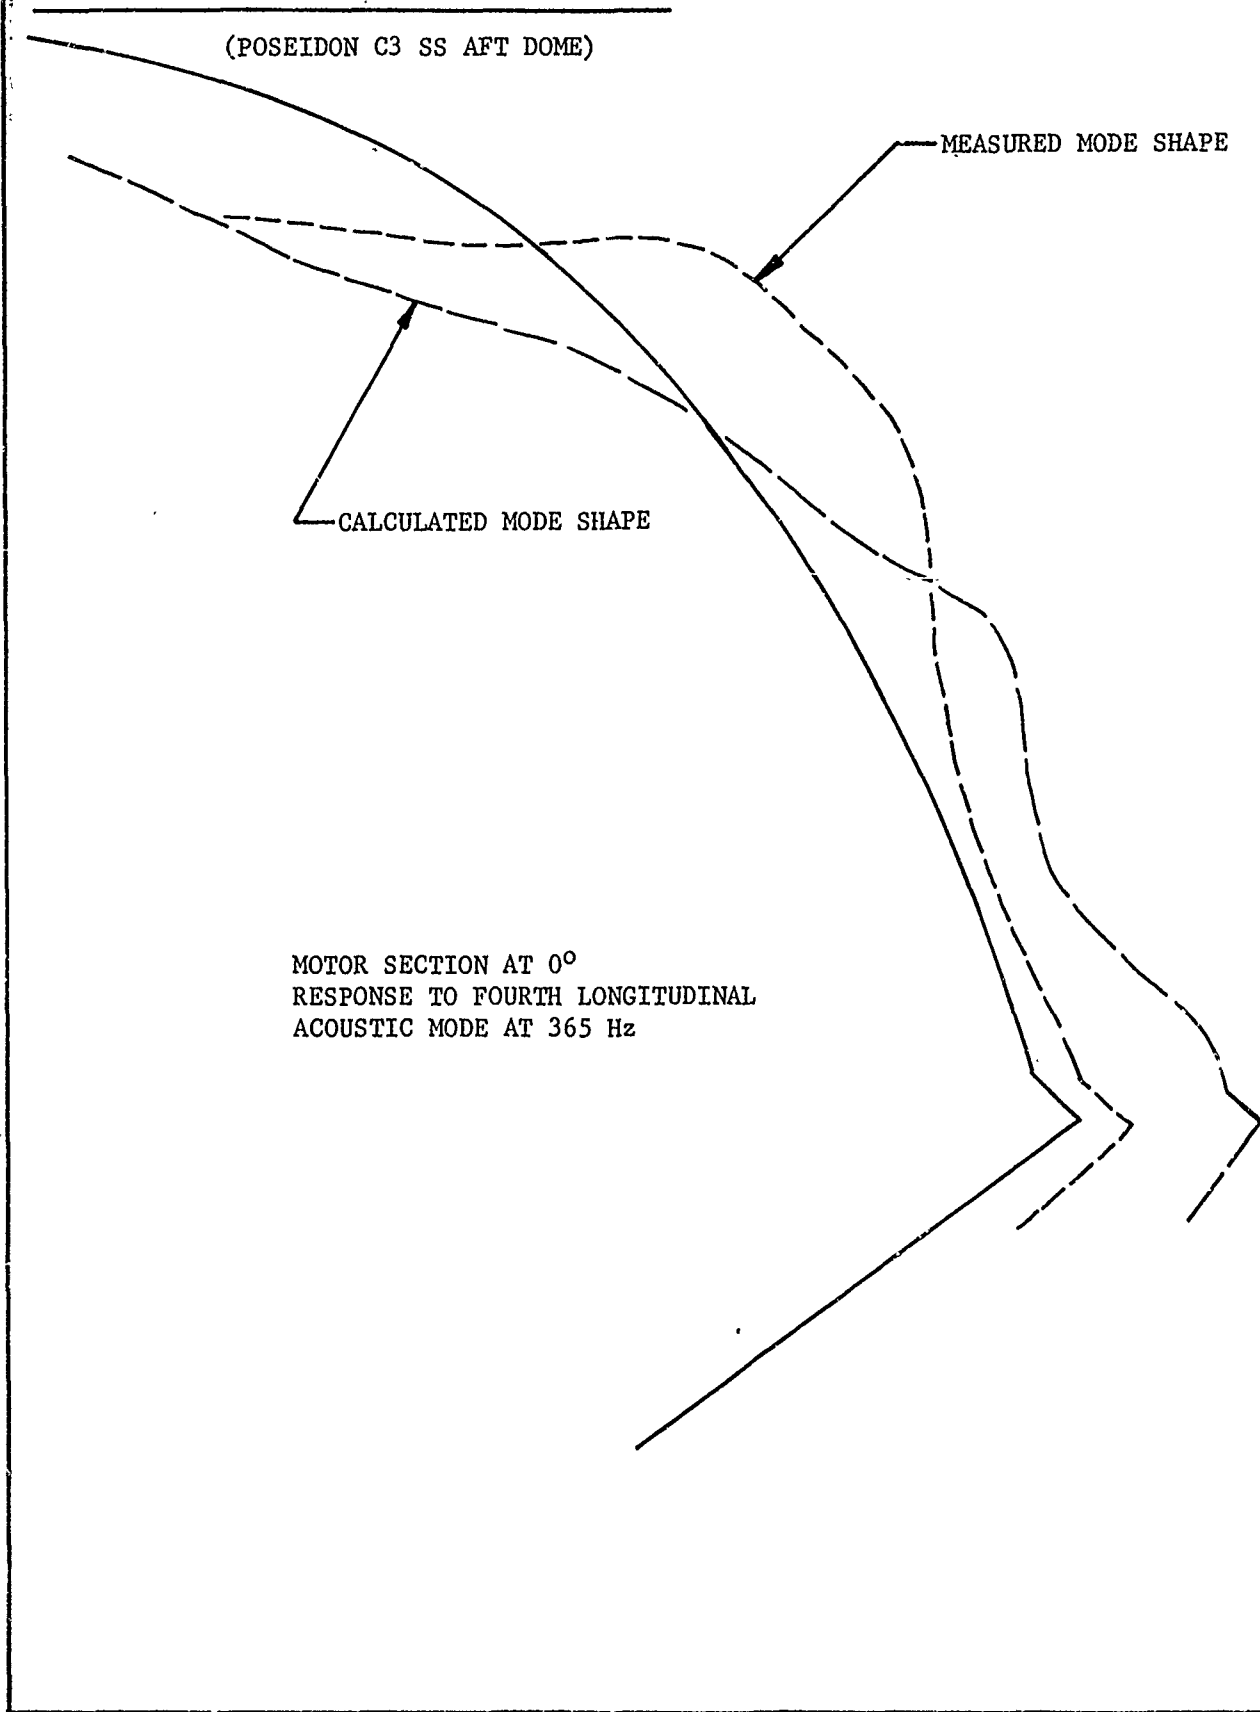 (POSEIDON C3 SS AFT DOME)
MEASURED MODE SHAPE
CALCULATED MODE SHAPE
MOTOR SECTION AT 0°
RESPONSE TO FOURTH LONGITUDINAL
ACOUSTIC MODE AT 365 Hz